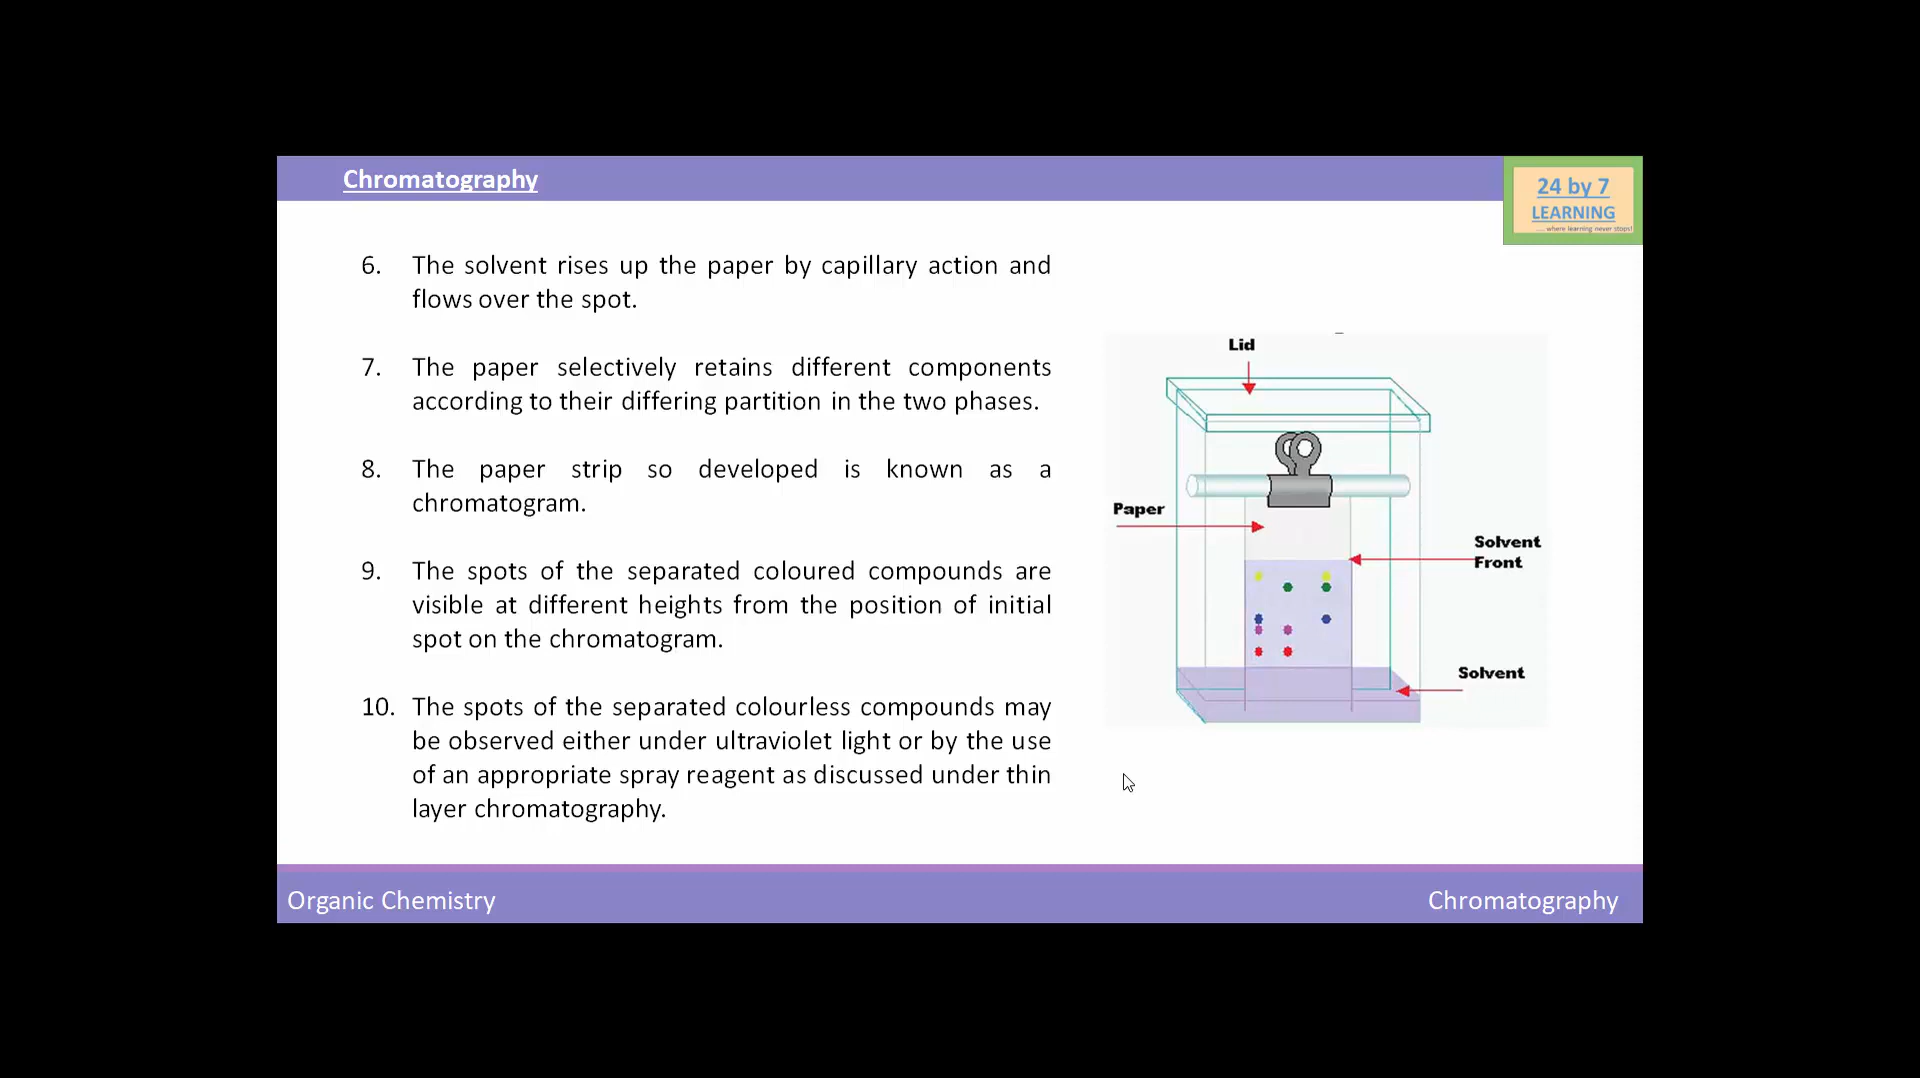 Chromatography
24 by 7
LEARNING
.... where learning never stops!
6. The solvent rises up the paper by capillary action and
flows over the spot.
7. The paper selectively retains different components
according to their differing partition in the two phases.
8. The paper strip so developed is known as a
chromatogram.
9. The spots of the separated coloured compounds are
visible at different heights from the position of initial
spot on the chromatogram.
10. The spots of the separated colourless compounds may
be observed either under ultraviolet light or by the use
of an appropriate spray reagent as discussed under thin
layer chromatography.
Lid
Paper
Solvent
Front
Solvent
Organic Chemistry
Chromatography